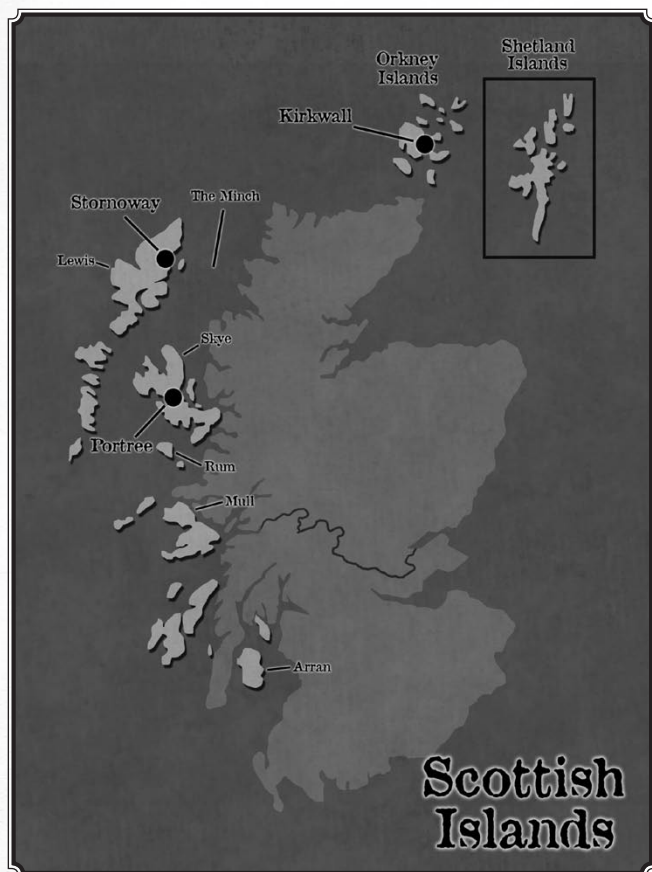 Shetland
Islands
Orkney
Islands
Kirkwall
The Minch
Stornoway
Lewis
Skye
Portree
Rum
Mull
Arran
Scottish
Islands